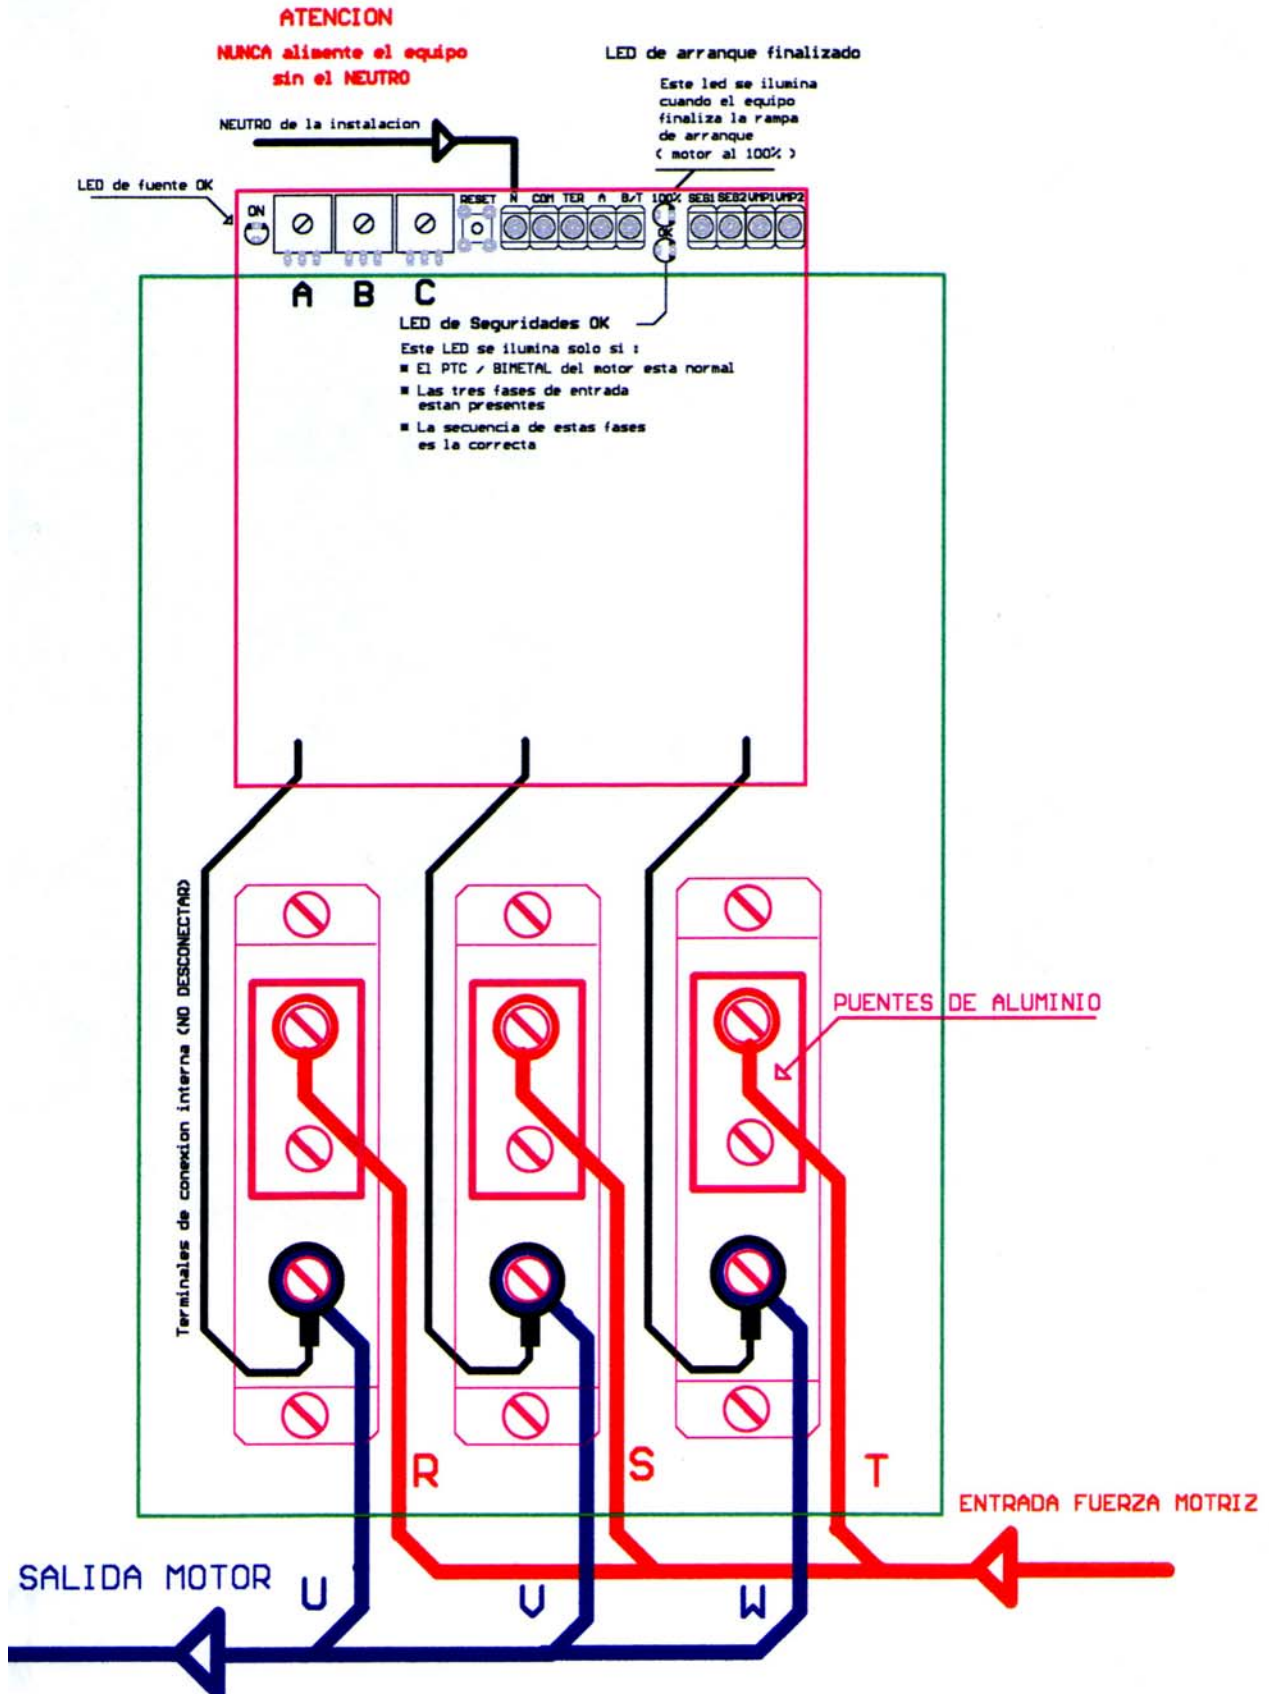 ATENCION
NUNCA alimente el equipo
sin el NEUTRO
LED de arranque finalizado
Este led se ilumina
cuando el equipo
finaliza la rampa
de arranque
( motor al 100% )
NEUTRO de la instalacion
LED de fuente OK
ON
RESET
N COM TER A B/T 100% SEG1 SEG2 VMP1 VMP2
OK
A B C
LED de Seguridades OK
Este LED se ilumina solo si :
■ El PTC / BIMETAL del motor esta normal
■ Las tres fases de entrada
estan presentes
■ La secuencia de estas fases
es la correcta
Terminales de conexion interna (NO DESCONECTAR)
PUENTES DE ALUMINIO
R S T
ENTRADA FUERZA MOTRIZ
SALIDA MOTOR
U V W